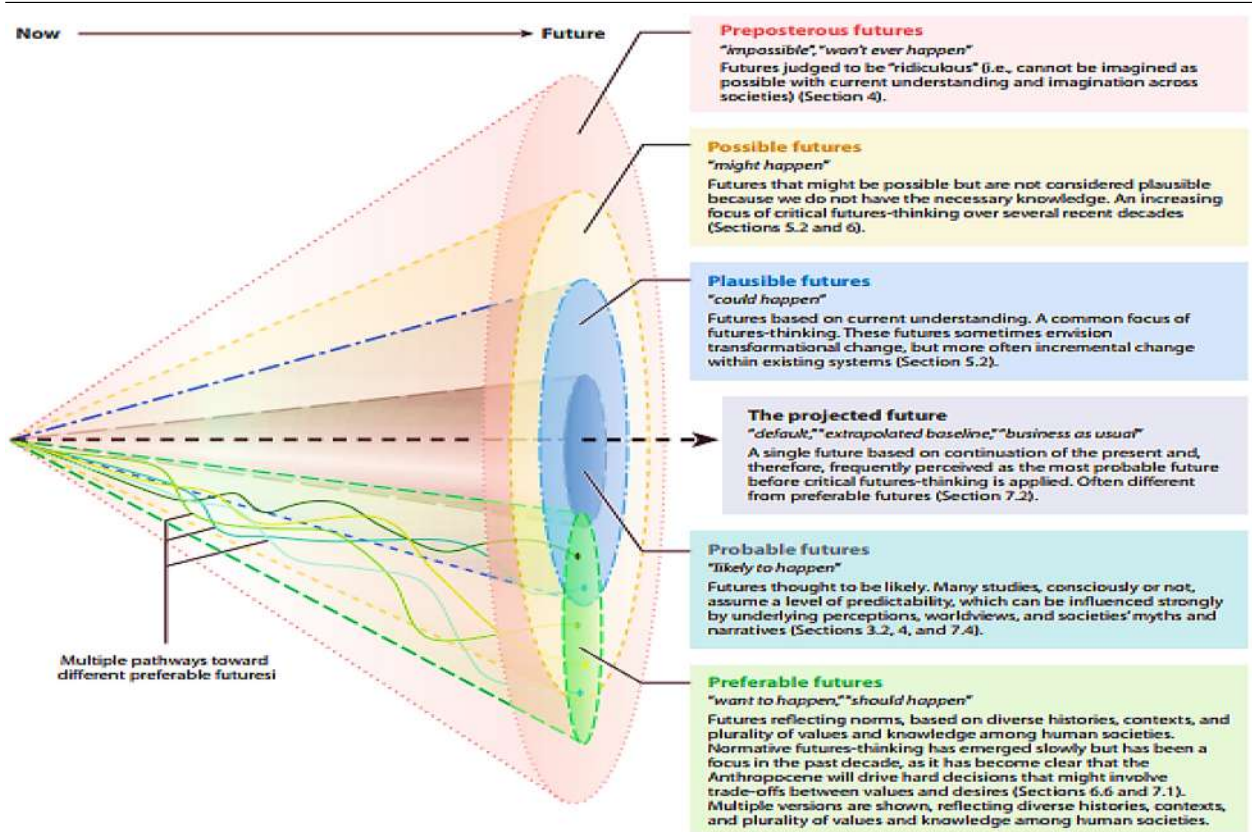 Now
Future
Preposterous futures
"impossible", "won't ever happen"
Futures judged to be "ridiculous" (i.e., cannot be imagined as
possible with current understanding and imagination across
societies) (Section 4).
Possible futures
"might happen"
Futures that might be possible but are not considered plausible
because we do not have the necessary knowledge. An increasing
focus of critical futures-thinking over several recent decades
(Sections 5.2 and 6).
Plausible futures
"could happen"
Futures based on current understanding. A common focus of
futures-thinking. These futures sometimes envision
transformational change, but more often incremental change
within existing systems (Section 5.2).
The projected future
"default," "extrapolated baseline," "business as usual"
A single future based on continuation of the present and,
therefore, frequently perceived as the most probable future
before critical futures-thinking is applied. Often different
from preferable futures (Section 7.2).
Probable futures
"likely to happen"
Futures thought to be likely. Many studies, consciously or not,
assume a level of predictability, which can be influenced strongly
by underlying perceptions, worldviews, and societies' myths and
narratives (Sections 3.2, 4, and 7.4).
Multiple pathways toward
different preferable futuresi
Preferable futures
"want to happen," "should happen"
Futures reflecting norms, based on diverse histories, contexts, and
plurality of values and knowledge among human societies.
Normative futures-thinking has emerged slowly but has been a
focus in the past decade, as it has become clear that the
Anthropocene will drive hard decisions that might involve
trade-offs between values and desires (Sections 6.6 and 7.1).
Multiple versions are shown, reflecting diverse histories, contexts,
and plurality of values and knowledge among human societies.